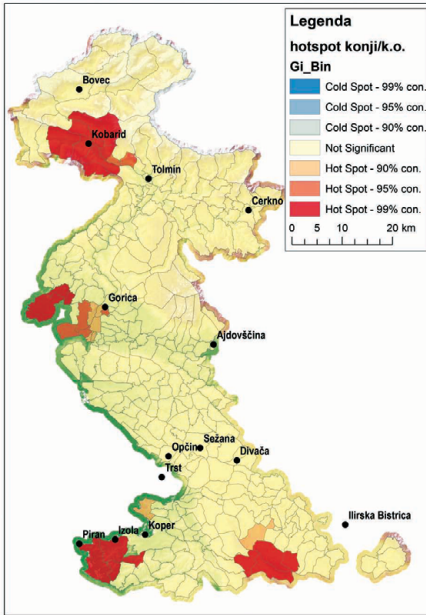 Legenda
hotspot konji/k.o.
Gi_Bin
Cold Spot - 99% con.
Cold Spot - 95% con.
Cold Spot - 90% con.
Not Significant
Hot Spot - 90% con.
Hot Spot - 95% con.
Hot Spot - 99% con.
0 5 10 20 km
Bovec
Kobarid
Tolmin
Cerkno
Gorica
Ajdovščina
Sežana
Opčine
Divača
Trst
Ilirska Bistrica
Koper
Izola
Piran